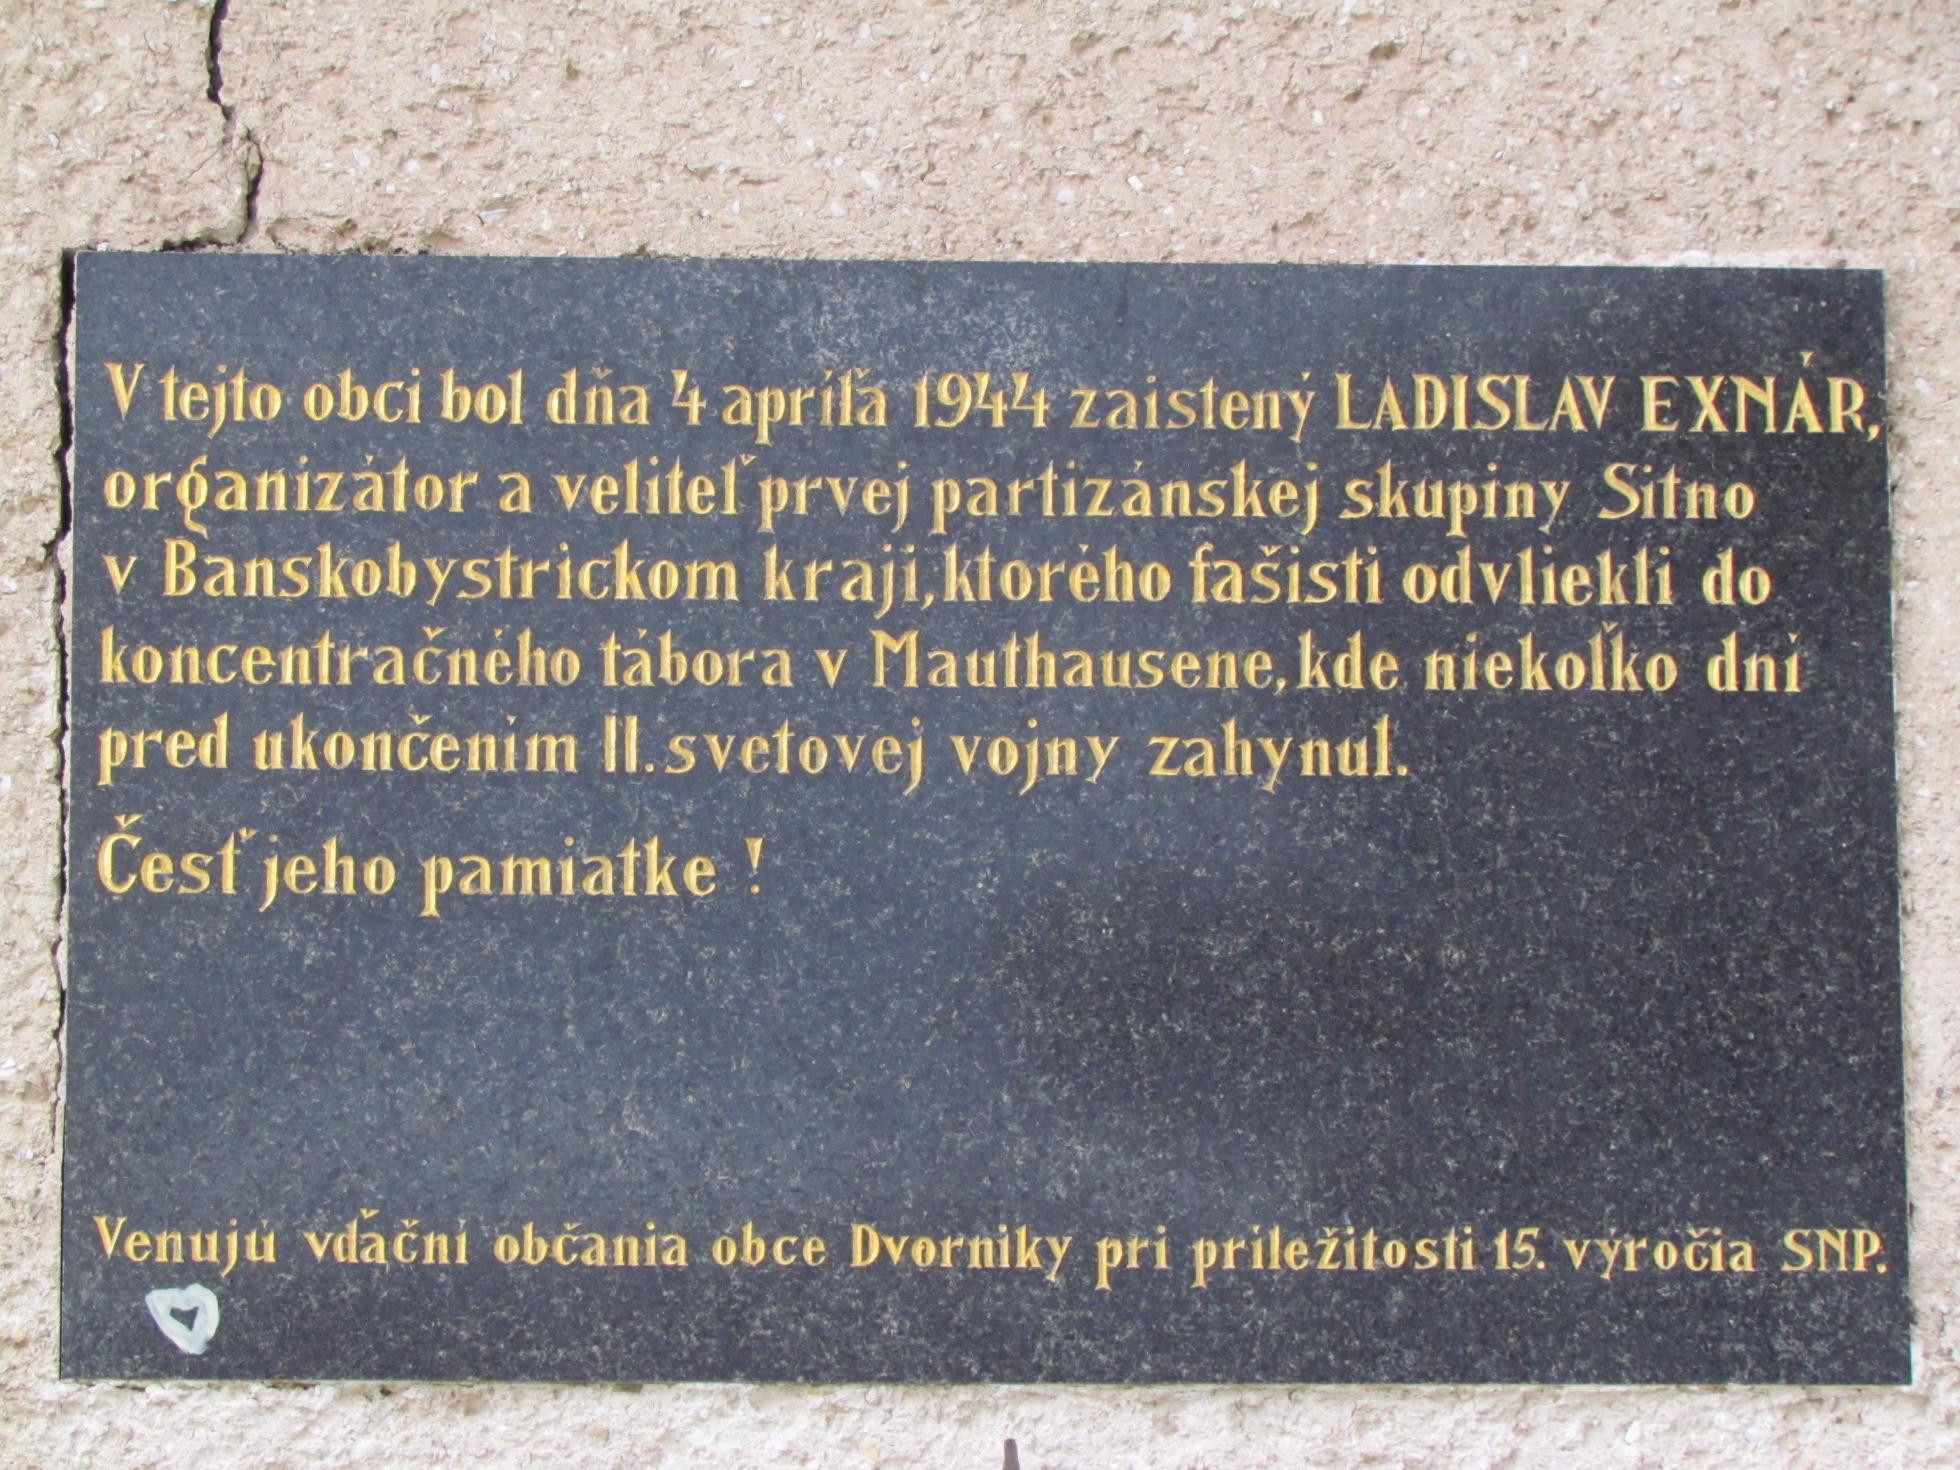 V tejto obci bol dňa 4 apríľa 1944 zaistený LADISLAV EXNÁR,
organizátor a veliteľ prvej partizánskej skupiny Sitno
v Banskobystrickom kraji, ktorého fašisti odvliekli do
koncentračného tábora v Mauthausene, kde niekoľko dní
pred ukončením II. svetovej vojny zahynul.
Česť jeho pamiatke !
Venujú vďační občania obce Dvorniky pri príležitosti 15. výročia SNP.